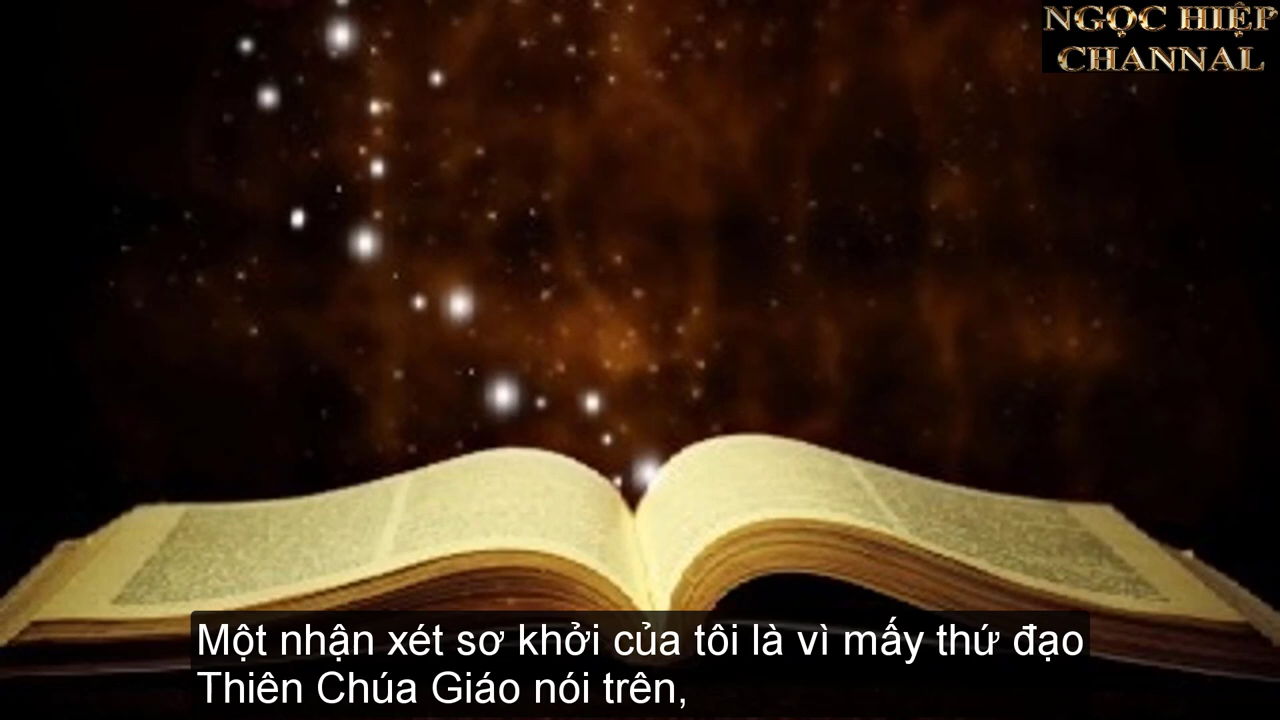 NGỌC HIỆP
CHANNAL
Một nhận xét sơ khởi của tôi là vì mấy thứ đạo
Thiên Chúa Giáo nói trên,